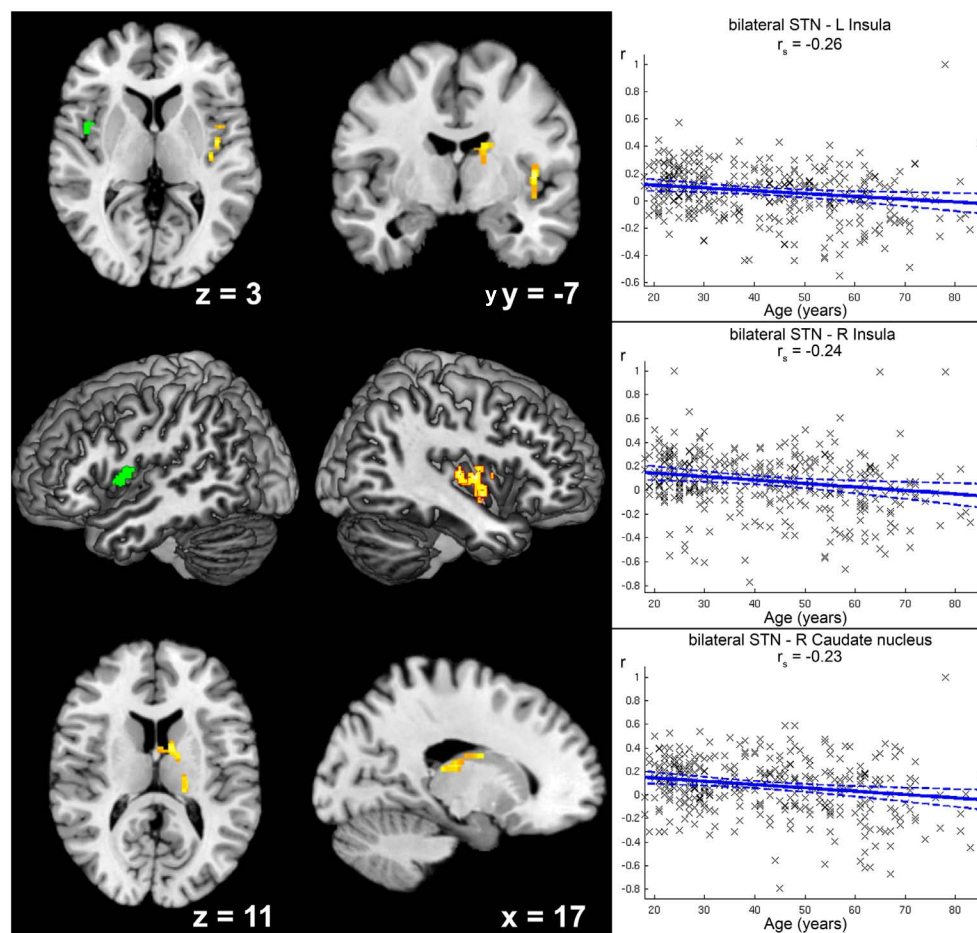 z = 3
y y = -7
z = 11
x = 17
bilateral STN - L Insula
rs = -0.26
r
1
0.8
0.6
0.4
0.2
0
-0.2
-0.4
-0.6
20 30 40 50 60 70 80
Age (years)
bilateral STN - R Insula
rs = -0.24
r
1
0.8
0.6
0.4
0.2
0
-0.2
-0.4
-0.6
-0.8
20 30 40 50 60 70 80
Age (years)
bilateral STN - R Caudate nucleus
rs = -0.23
r
1
0.8
0.6
0.4
0.2
0
-0.2
-0.4
-0.6
-0.8
20 30 40 50 60 70 80
Age (years)